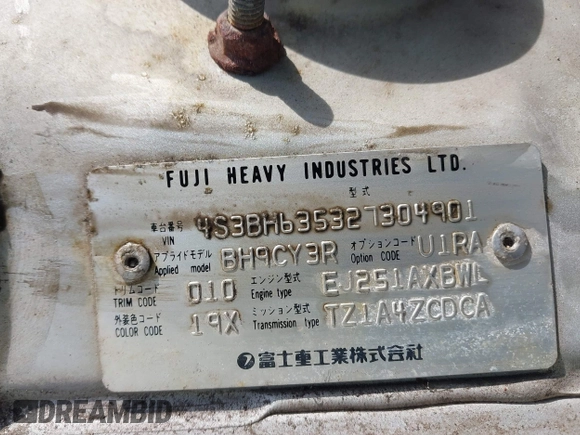 FUJI HEAVY INDUSTRIES LTD.
型式
車台番号 VIN 4S3BH635327304901
アプライドモデル Applied model BH9CY3R オプションコード Option CODE U1RA
トリムコード TRIM CODE 010 エンジン型式 Engine type EJ251AXBWL
外装色コード COLOR CODE 19X ミッション型式 Transmission type TZ1A4ZCDCA
富士重工業株式会社
DREAMBID